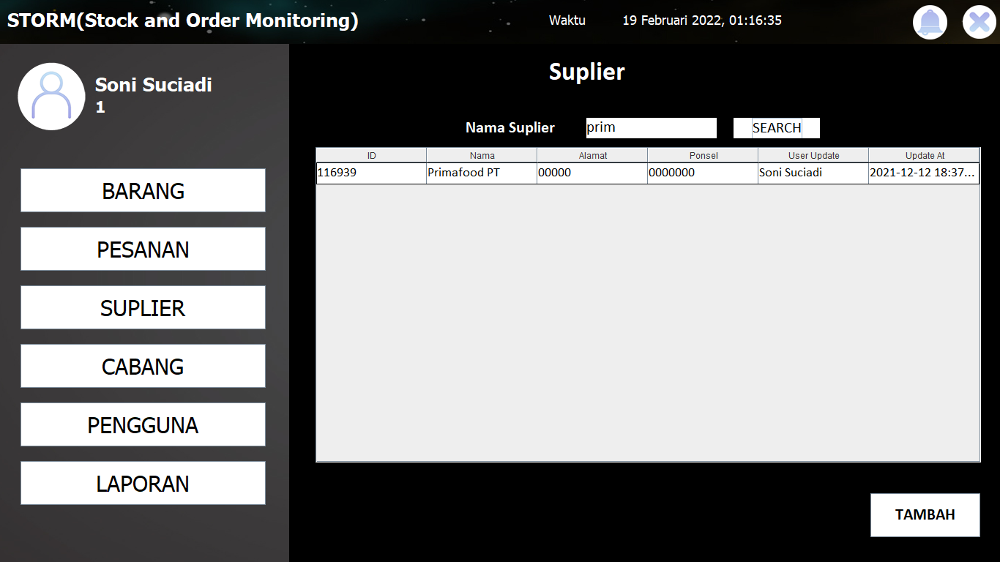 STORM(Stock and Order Monitoring)
Waktu 19 Februari 2022, 01:16:35
Soni Suciadi
1
BARANG
PESANAN
SUPLIER
CABANG
PENGGUNA
LAPORAN
Suplier
Nama Suplier prim SEARCH
ID Nama Alamat Ponsel User Update Update At
116939 Primafood PT 00000 0000000 Soni Suciadi 2021-12-12 18:37...
TAMBAH